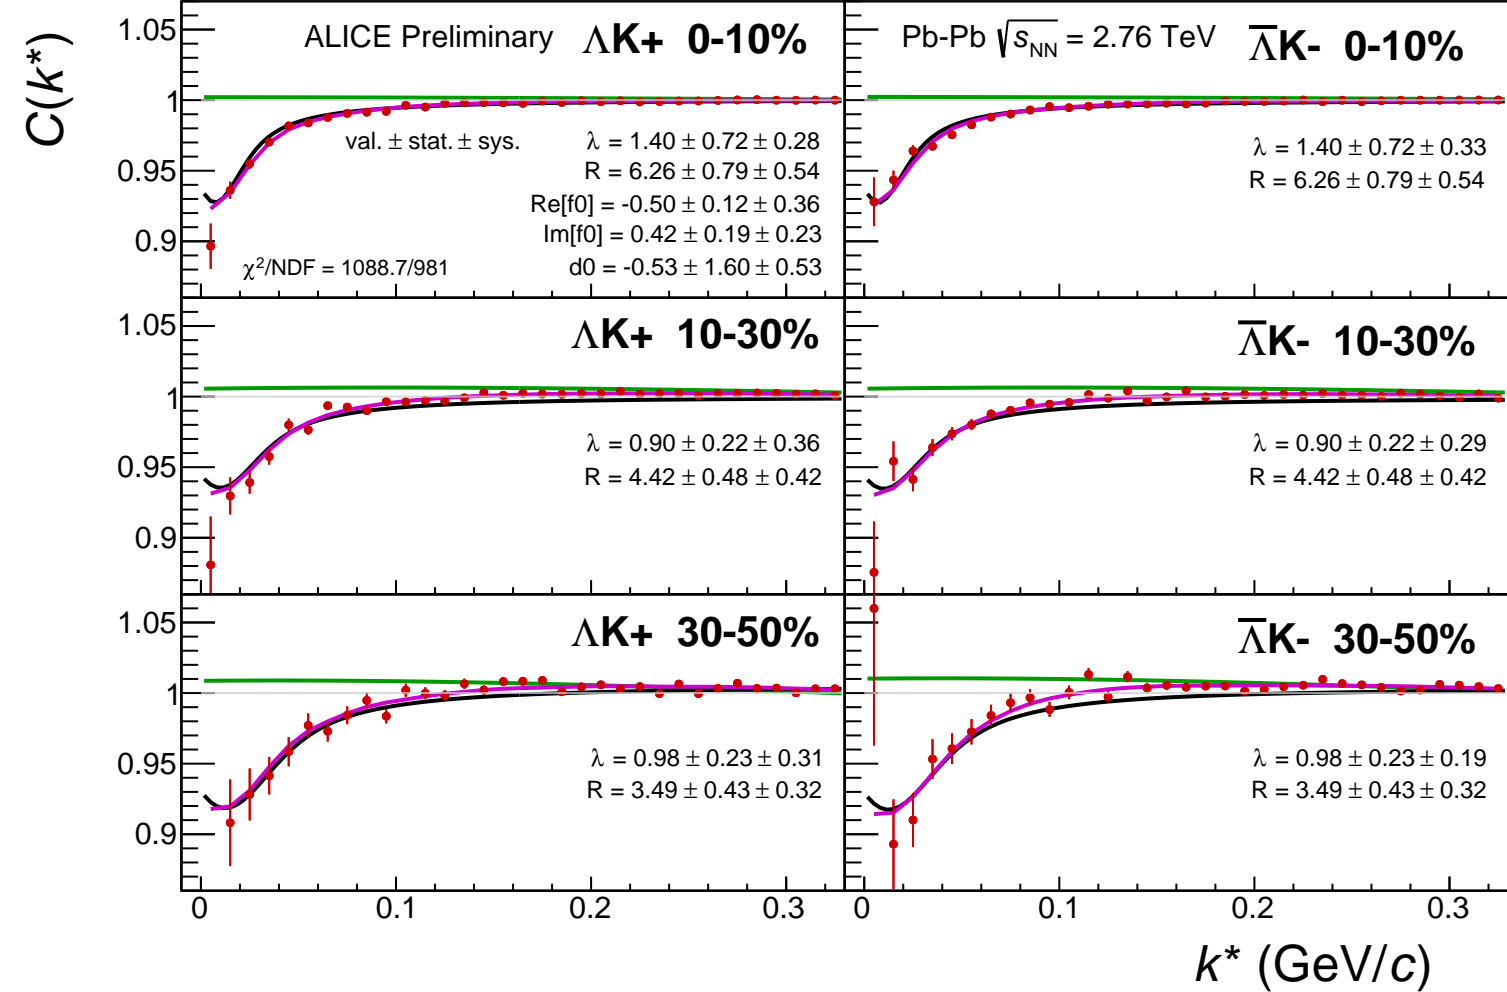 C(k*)
ALICE Preliminary ΛK+ 0-10%
1.05
1
0.95
0.9
val. ± stat. ± sys.
λ = 1.40 ± 0.72 ± 0.28
R = 6.26 ± 0.79 ± 0.54
Re[f0] = -0.50 ± 0.12 ± 0.36
Im[f0] = 0.42 ± 0.19 ± 0.23
χ²/NDF = 1088.7/981
d0 = -0.53 ± 1.60 ± 0.53
Pb-Pb √sNN = 2.76 TeV Λ̅K- 0-10%
λ = 1.40 ± 0.72 ± 0.33
R = 6.26 ± 0.79 ± 0.54
ΛK+ 10-30%
1.05
1
0.95
0.9
λ = 0.90 ± 0.22 ± 0.36
R = 4.42 ± 0.48 ± 0.42
Λ̅K- 10-30%
λ = 0.90 ± 0.22 ± 0.29
R = 4.42 ± 0.48 ± 0.42
ΛK+ 30-50%
1.05
1
0.95
0.9
λ = 0.98 ± 0.23 ± 0.31
R = 3.49 ± 0.43 ± 0.32
Λ̅K- 30-50%
λ = 0.98 ± 0.23 ± 0.19
R = 3.49 ± 0.43 ± 0.32
0 0.1 0.2 0.3 0 0.1 0.2 0.3
k* (GeV/c)